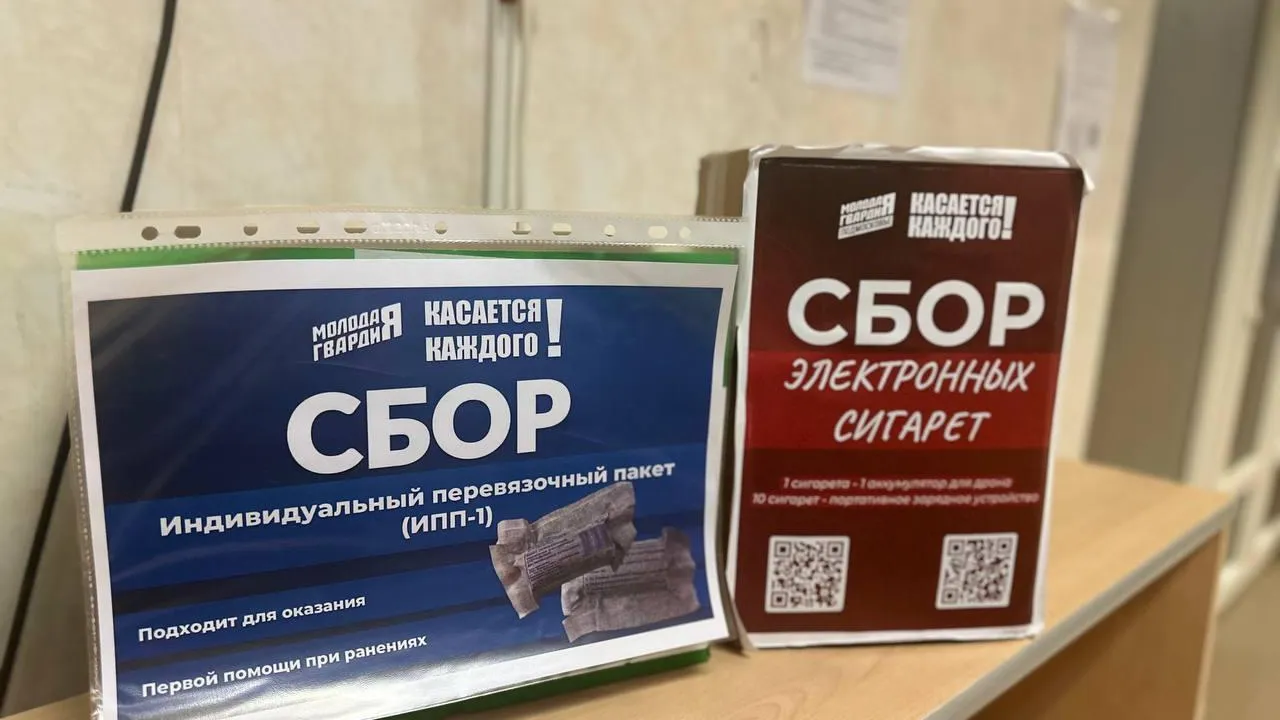 МОЛОДАЯ
ГВАРДИЯ
КАСАЕТСЯ
КАЖДОГО!
СБОР
Индивидуальный перевязочный пакет
(ИПП-1)
Подходит для оказания
Первой помощи при ранениях
МОЛОДАЯ
ГВАРДИЯ
ПОДМОСКОВЬЕ
КАСАЕТСЯ
КАЖДОГО!
СБОР
ЭЛЕКТРОННЫХ
СИГАРЕТ
1 сигарета - 1 аккумулятор для дрона
10 сигарет - портативное зарядное устройство